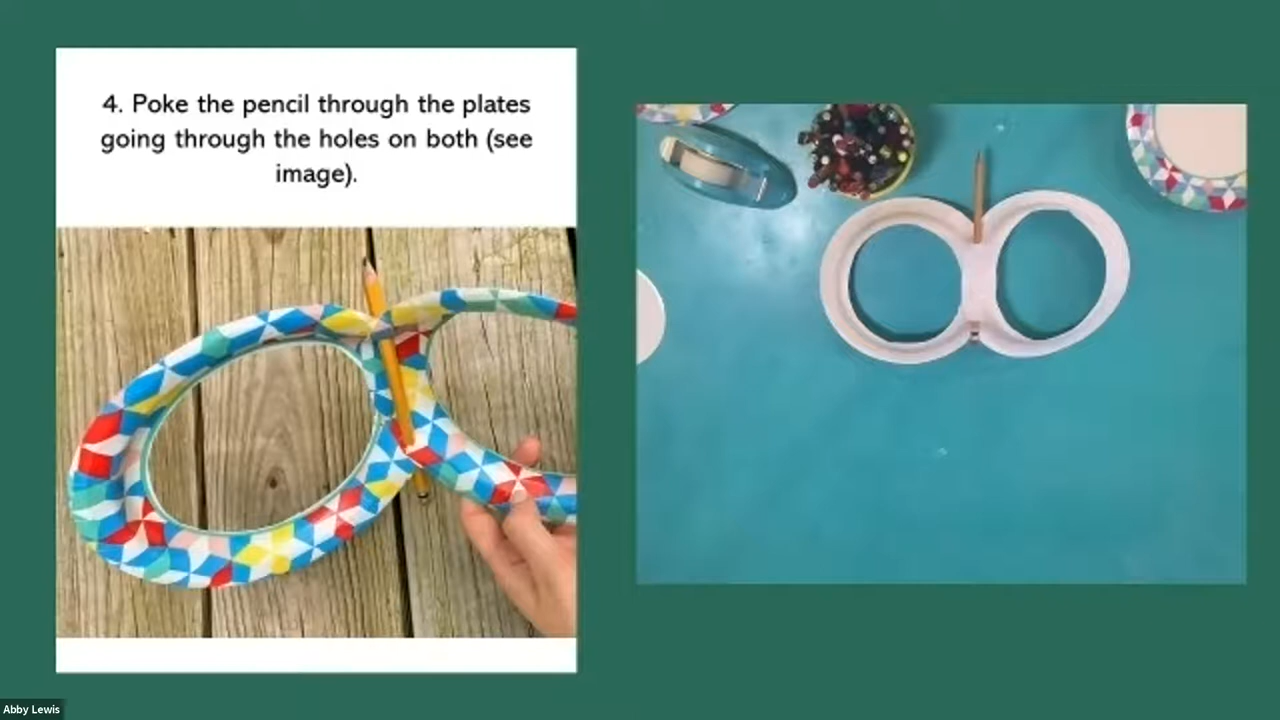 4. Poke the pencil through the plates
going through the holes on both (see
image).
Abby Lewis